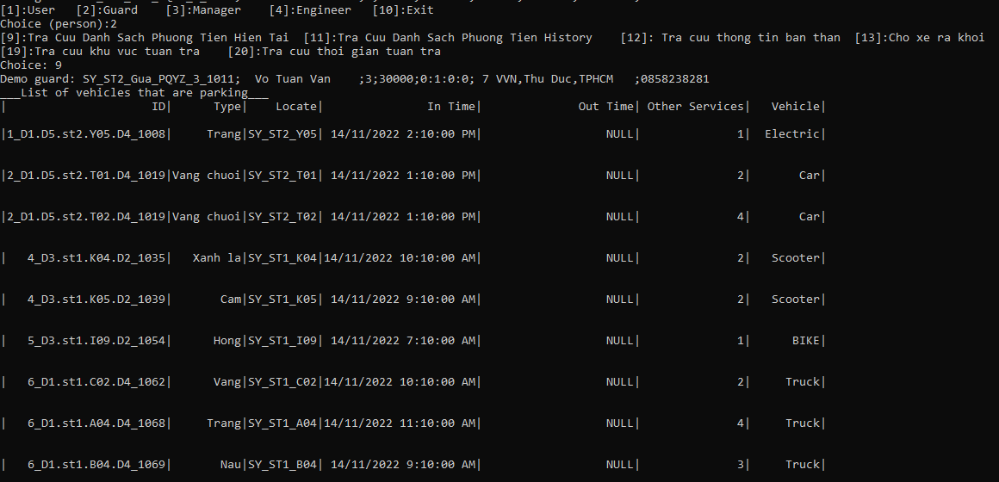 [1]:User [2]:Guard [3]:Manager [4]:Engineer [10]:Exit
Choice (person):2
[9]:Tra Cuu Danh Sach Phuong Tien Hien Tai [11]:Tra Cuu Danh Sach Phuong Tien History [12]: Tra cuu thong tin ban than [13]:Cho xe ra khoi
[19]:Tra cuu khu vuc tuan tra [20]:Tra cuu thoi gian tuan tra
Choice: 9
Demo guard: SY_ST2_Gua_PQYZ_3_1011; Vo Tuan Van ;3;30000;0:1:0:0; 7 VVN,Thu Duc,TPHCM ;0858238281
___List of vehicles that are parking___
| ID| Type| Locate| In Time| Out Time| Other Services| Vehicle|
|1_D1.D5.st2.Y05.D4_1008| Trang|SY_ST2_Y05| 14/11/2022 2:10:00 PM| NULL| 1| Electric|
|2_D1.D5.st2.T01.D4_1019|Vang chuoi|SY_ST2_T01| 14/11/2022 1:10:00 PM| NULL| 2| Car|
|2_D1.D5.st2.T02.D4_1019|Vang chuoi|SY_ST2_T02| 14/11/2022 1:10:00 PM| NULL| 4| Car|
| 4_D3.st1.K04.D2_1035| Xanh la|SY_ST1_K04|14/11/2022 10:10:00 AM| NULL| 2| Scooter|
| 4_D3.st1.K05.D2_1039| Cam|SY_ST1_K05| 14/11/2022 9:10:00 AM| NULL| 2| Scooter|
| 5_D3.st1.I09.D2_1054| Hong|SY_ST1_I09| 14/11/2022 7:10:00 AM| NULL| 1| BIKE|
| 6_D1.st1.C02.D4_1062| Vang|SY_ST1_C02|14/11/2022 10:10:00 AM| NULL| 2| Truck|
| 6_D1.st1.A04.D4_1068| Trang|SY_ST1_A04|14/11/2022 11:10:00 AM| NULL| 4| Truck|
| 6_D1.st1.B04.D4_1069| Nau|SY_ST1_B04| 14/11/2022 9:10:00 AM| NULL| 3| Truck|